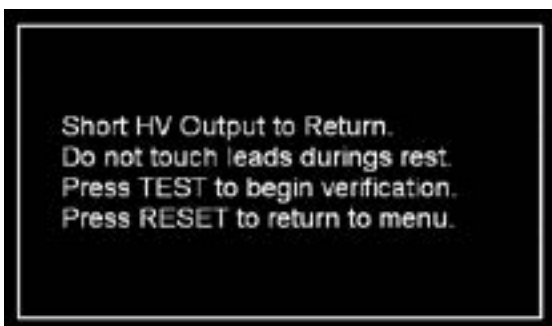 Short HV Output to Return.
Do not touch leads durings rest.
Press TEST to begin verification.
Press RESET to return to menu.